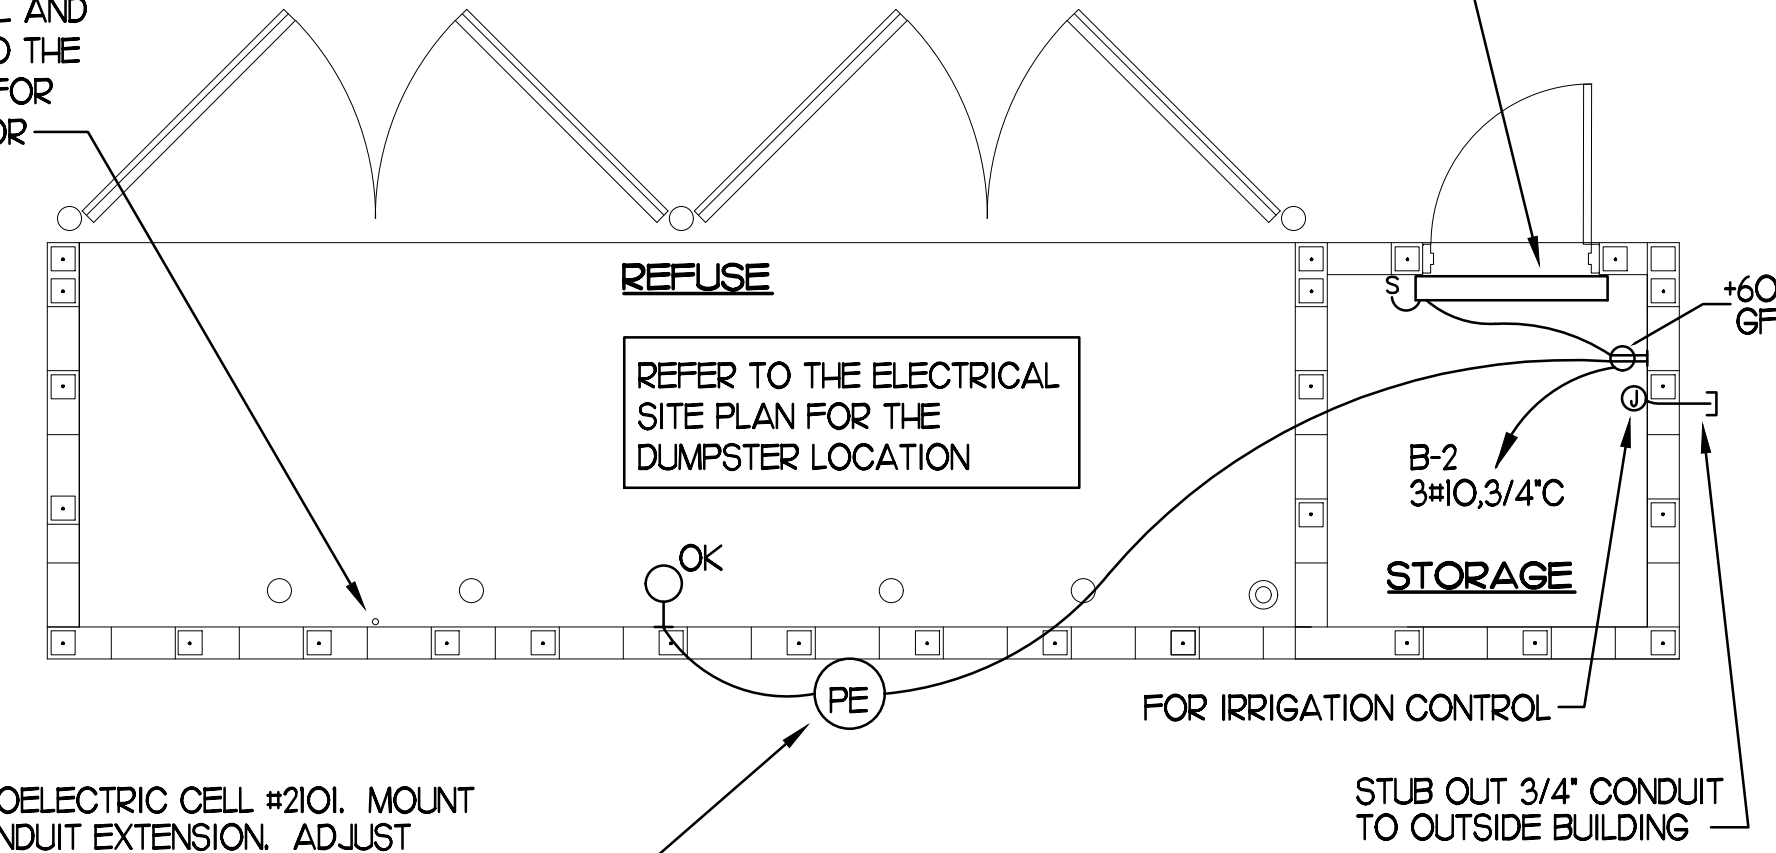 L AND
O THE
FOR
OR
REFUSE
REFER TO THE ELECTRICAL
SITE PLAN FOR THE
DUMPSTER LOCATION
S
+60
GF
J
B-2
3#10,3/4"C
STORAGE
OK
PE
FOR IRRIGATION CONTROL
OELECTRIC CELL #2101. MOUNT
NDUIT EXTENSION. ADJUST
STUB OUT 3/4" CONDUIT
TO OUTSIDE BUILDING